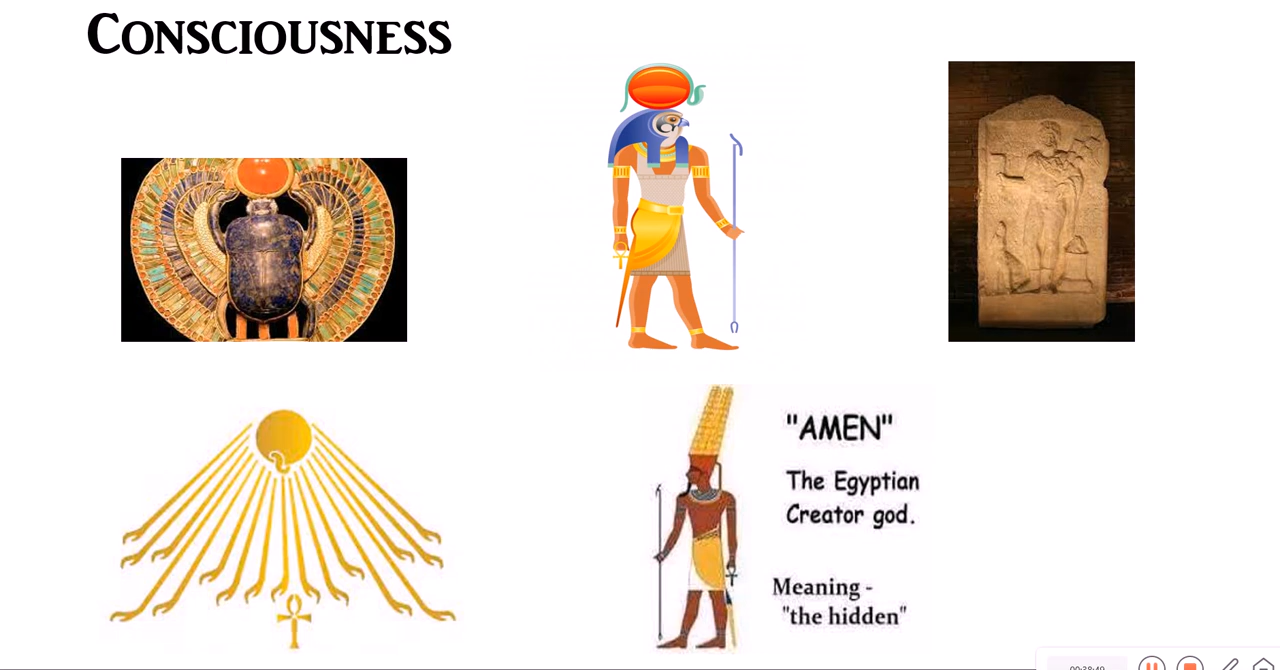 CONSCIOUSNESS
"AMEN"
The Egyptian
Creator god.
Meaning -
"the hidden"